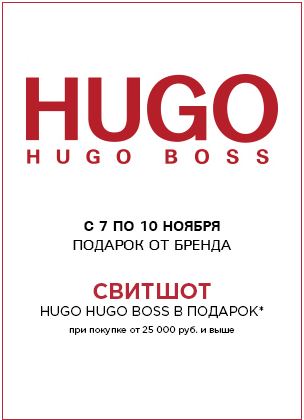 HUGO
HUGO BOSS
С 7 ПО 10 НОЯБРЯ
ПОДАРОК ОТ БРЕНДА
СВИТШОТ
HUGO HUGO BOSS В ПОДАРОК*
при покупке от 25 000 руб. и выше